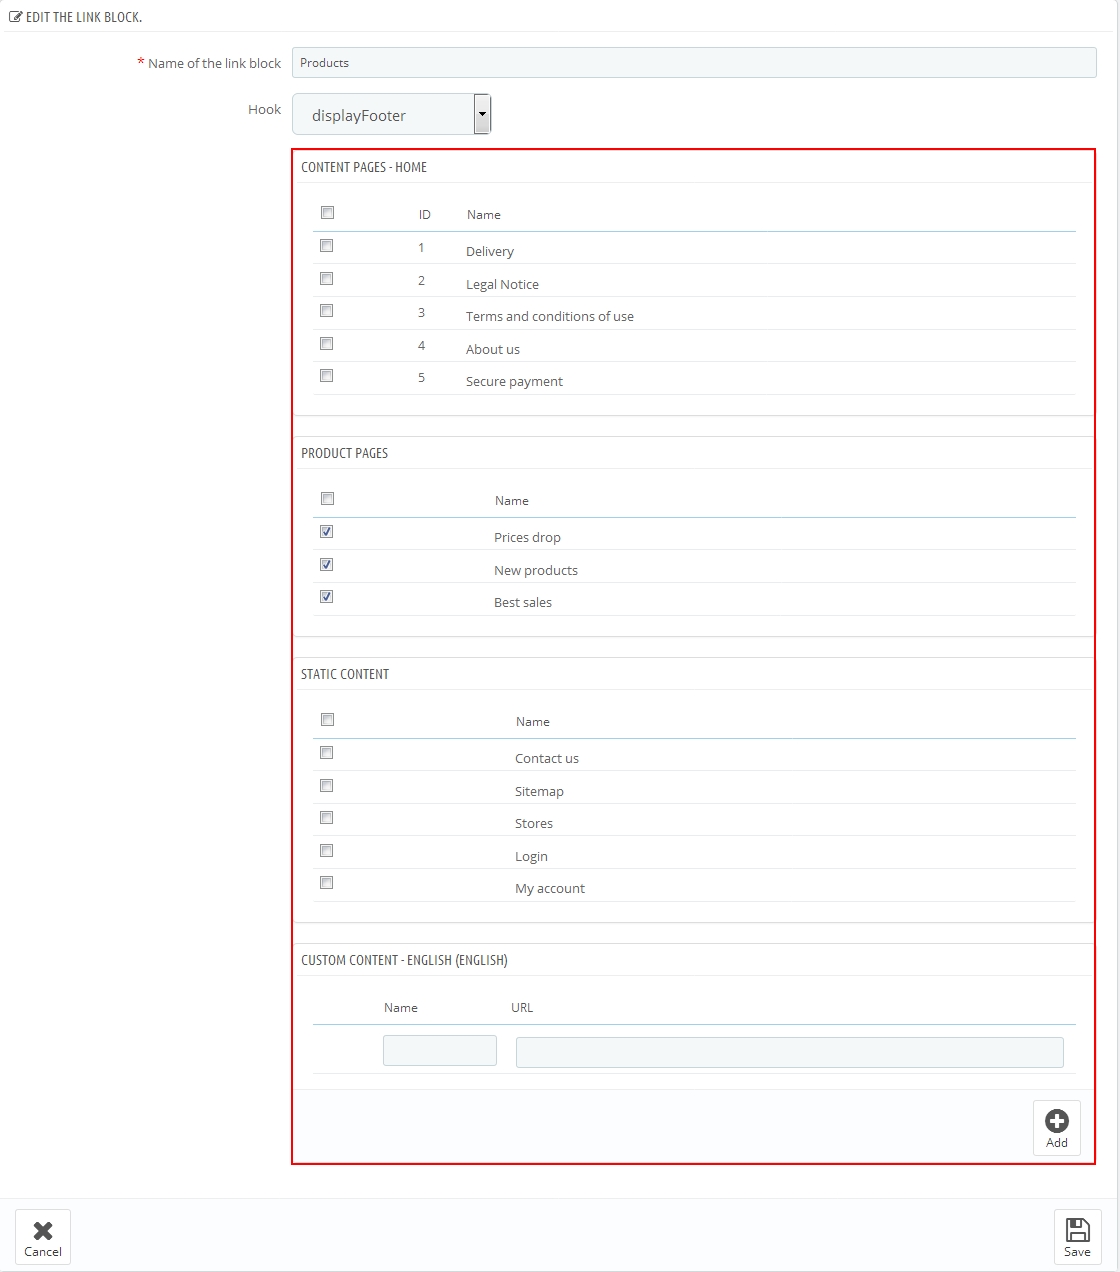 EDIT THE LINK BLOCK.
* Name of the link block Products
Hook displayFooter
CONTENT PAGES - HOME
ID Name
1 Delivery
2 Legal Notice
3 Terms and conditions of use
4 About us
5 Secure payment
PRODUCT PAGES
Name
Prices drop
New products
Best sales
STATIC CONTENT
Name
Contact us
Sitemap
Stores
Login
My account
CUSTOM CONTENT - ENGLISH (ENGLISH)
Name URL
Add
Cancel Save